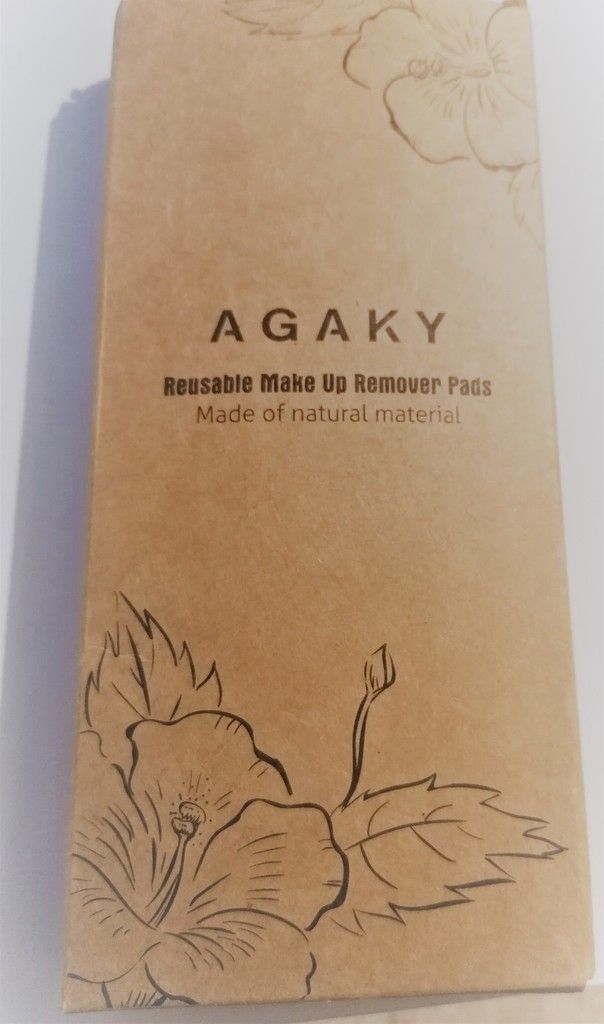 AGAKY
Reusable Make Up Remover Pads
Made of natural material